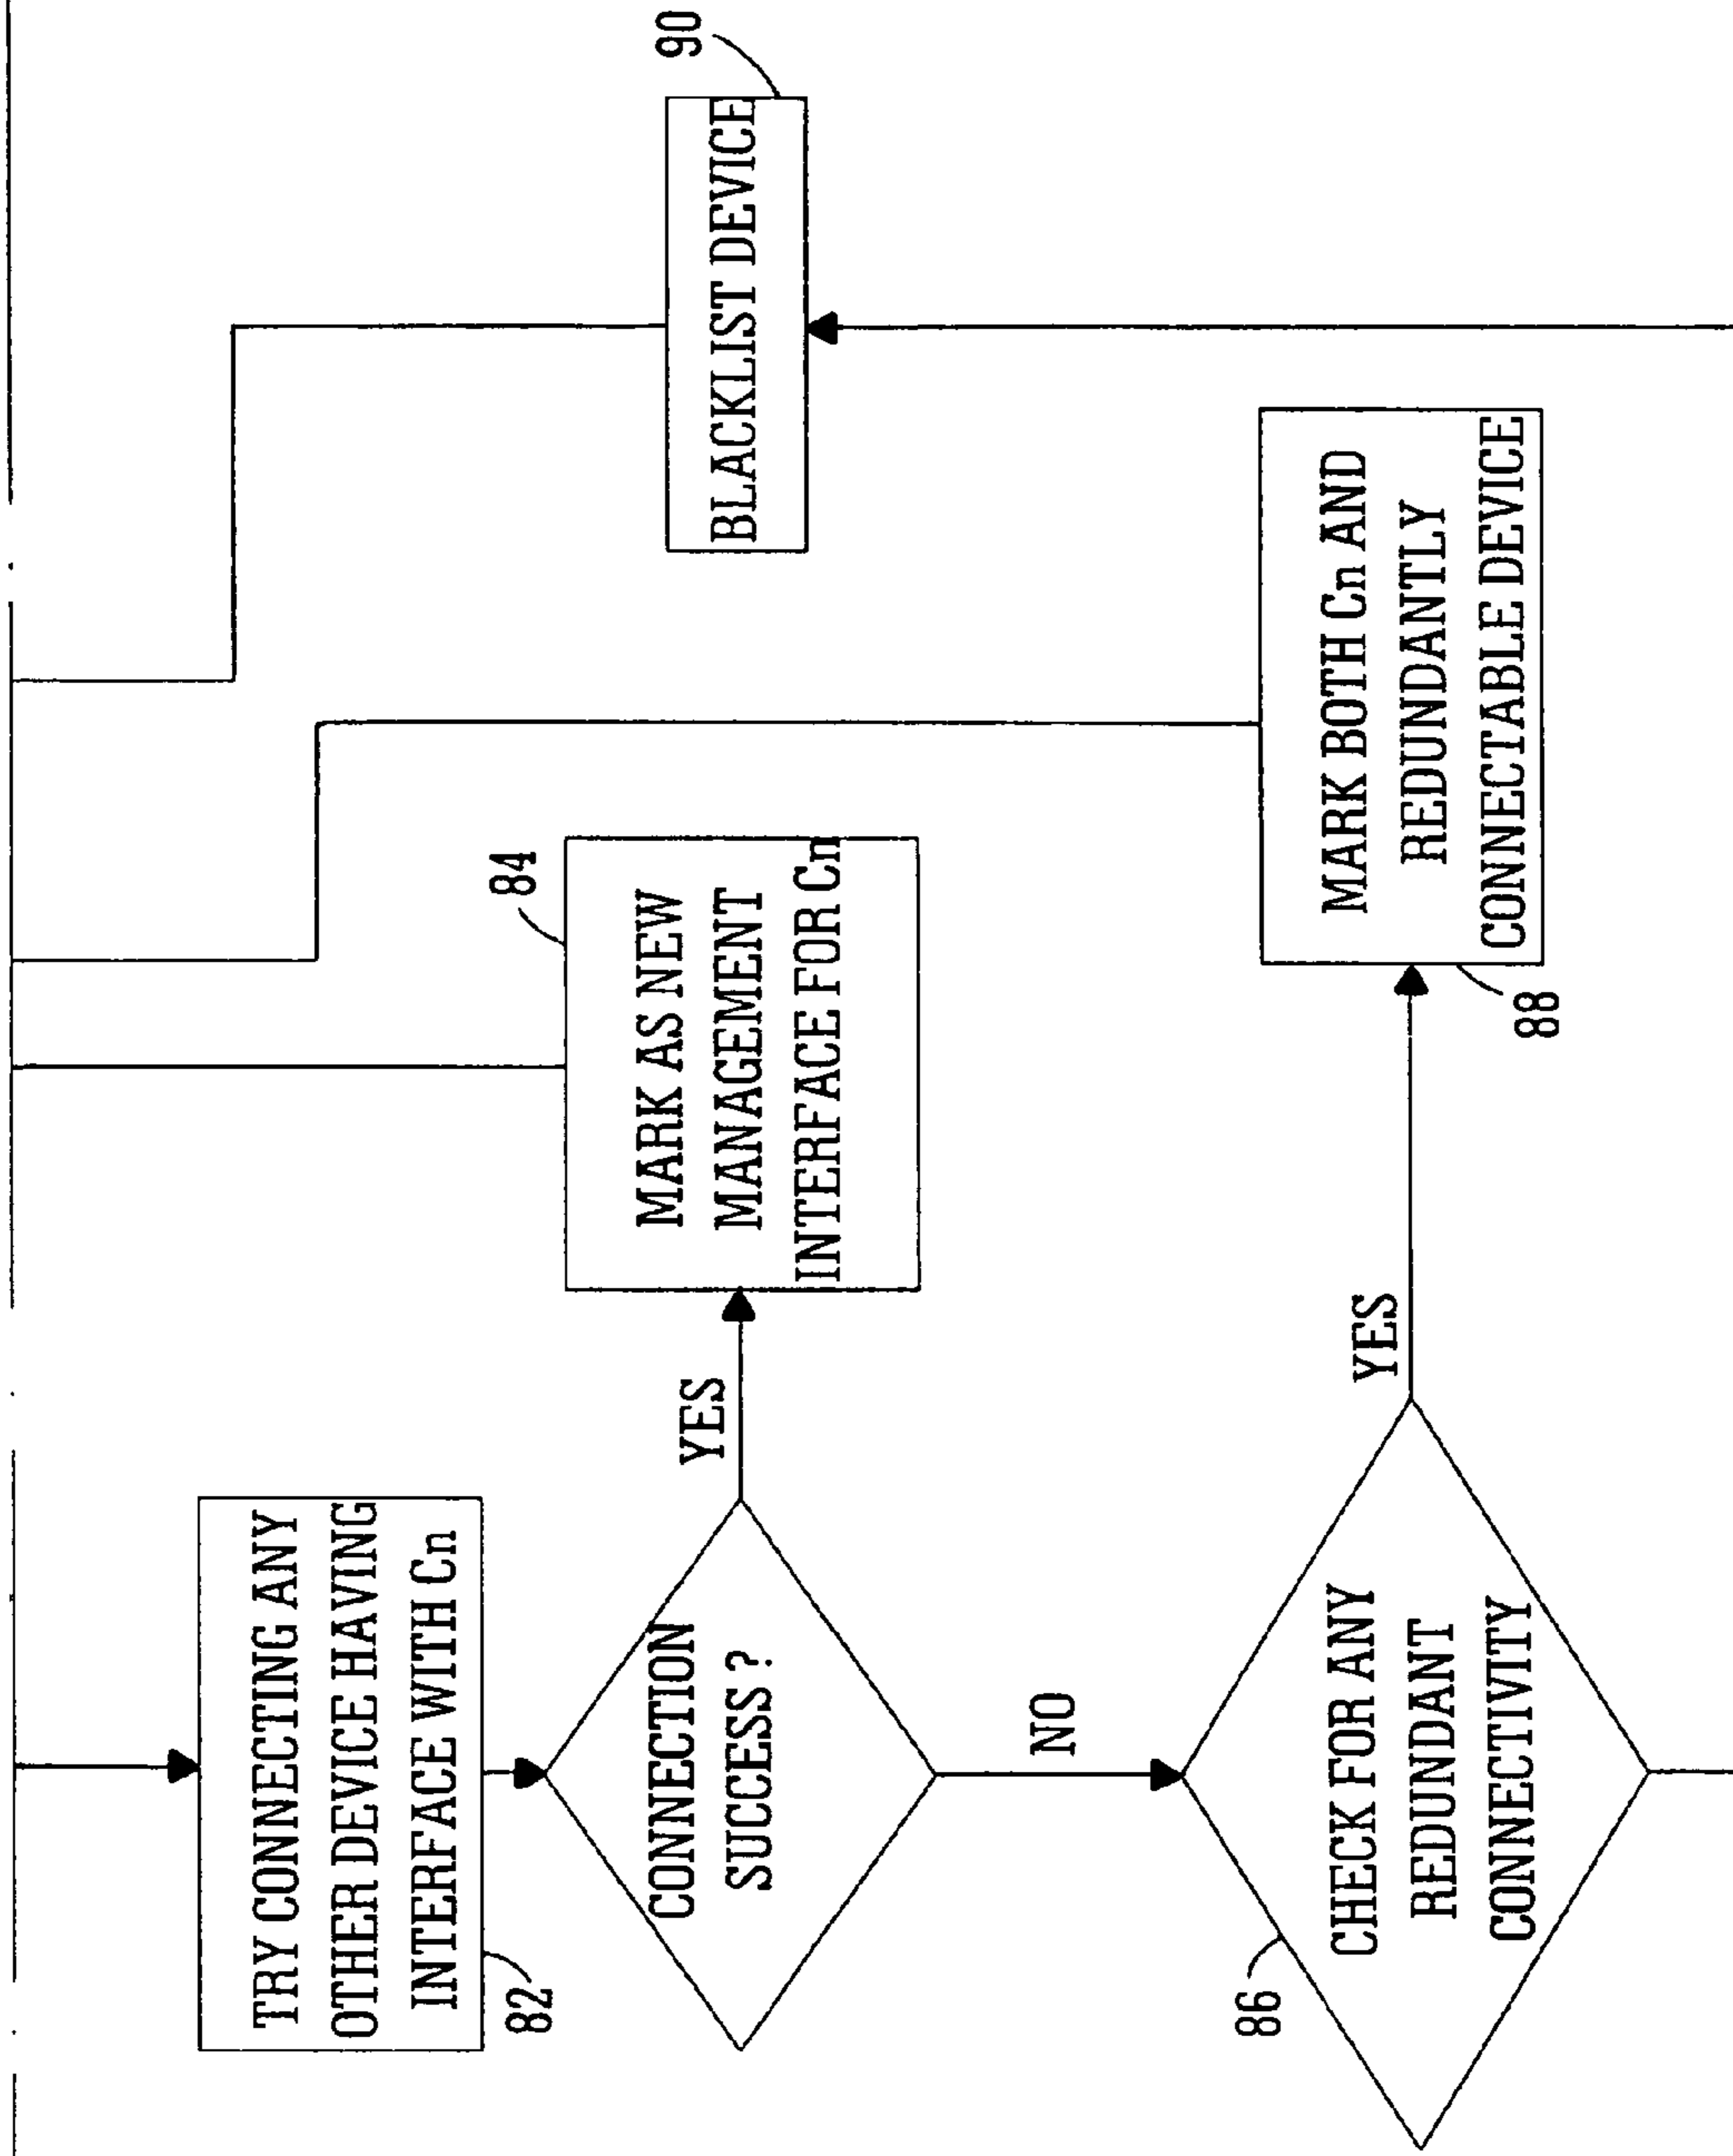 TRY CONNECTING ANY
OTHER DEVICE HAVING
INTERFACE WITH Cn
82
CONNECTION
SUCCESS ?
YES
MARK AS NEW
MANAGEMENT
INTERFACE FOR Cn
84
NO
CHECK FOR ANY
REDUNDANT
CONNECTIVITY
86
YES
MARK BOTH Cn AND
REDUNDANTLY
CONNECTABLE DEVICE
88
BLACKLIST DEVICE
90